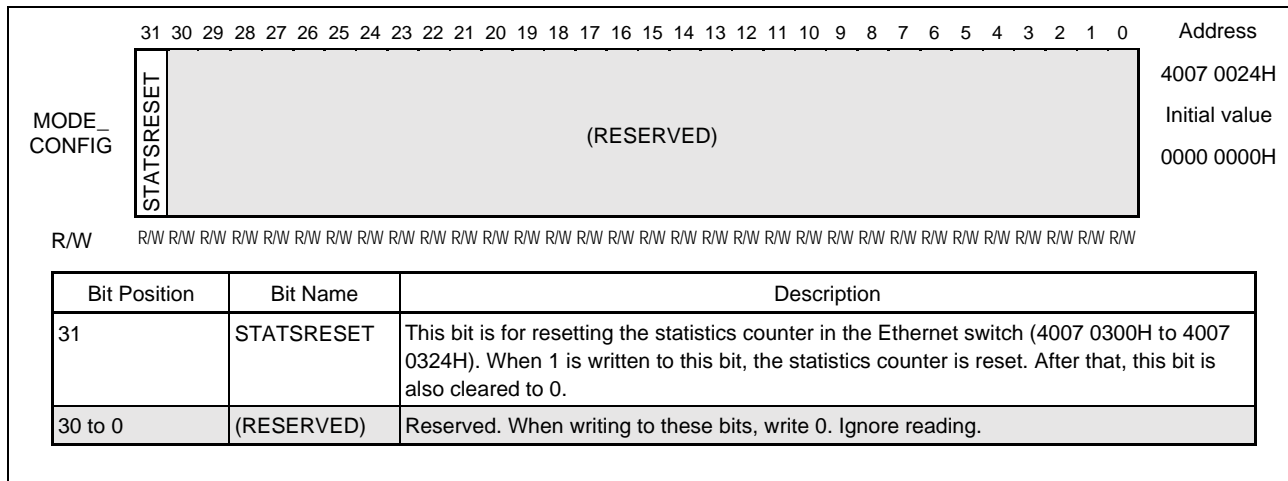 31 30 29 28 27 26 25 24 23 22 21 20 19 18 17 16 15 14 13 12 11 10 9 8 7 6 5 4 3 2 1 0 Address
4007 0024H
Initial value
0000 0000H
MODE_
CONFIG
STATSRESET
(RESERVED)
R/W R/W R/W R/W R/W R/W R/W R/W R/W R/W R/W R/W R/W R/W R/W R/W R/W R/W R/W R/W R/W R/W R/W R/W R/W R/W R/W R/W R/W R/W R/W R/W R/W
Bit Position Bit Name Description
31 STATSRESET This bit is for resetting the statistics counter in the Ethernet switch (4007 0300H to 4007
0324H). When 1 is written to this bit, the statistics counter is reset. After that, this bit is
also cleared to 0.
30 to 0 (RESERVED) Reserved. When writing to these bits, write 0. Ignore reading.